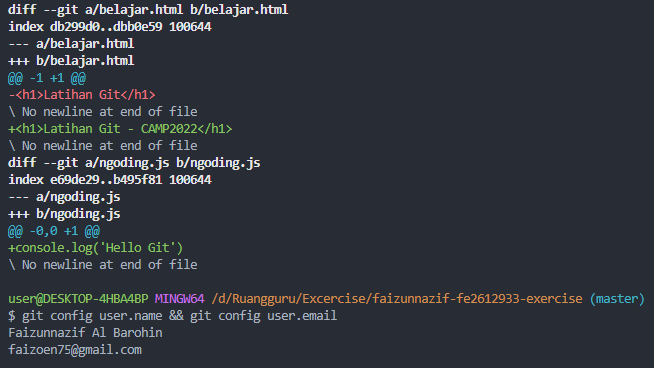 diff --git a/belajar.html b/belajar.html
index db299d0..dbb0e59 100644
--- a/belajar.html
+++ b/belajar.html
@@ -1 +1 @@
-<h1>Latihan Git</h1>
\ No newline at end of file
+<h1>Latihan Git - CAMP2022</h1>
\ No newline at end of file
diff --git a/ngoding.js b/ngoding.js
index e69de29..b495f81 100644
--- a/ngoding.js
+++ b/ngoding.js
@@ -0,0 +1 @@
+console.log('Hello Git')
\ No newline at end of file
user@DESKTOP-4HBA4BP MINGW64 /d/Ruangguru/Excercise/faizunnazif-fe2612933-exercise (master)
$ git config user.name && git config user.email
Faizunnazif Al Barohin
faizoen75@gmail.com